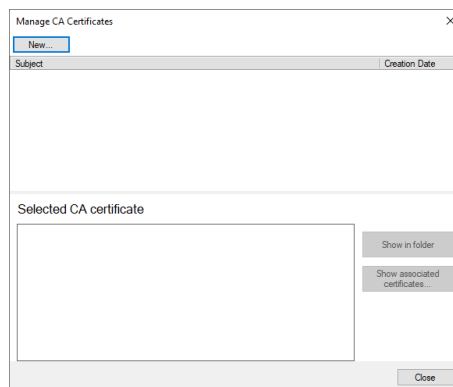 Manage CA Certificates
New...
Subject Creation Date
Selected CA certificate
Show in folder
Show associated
certificates...
Close